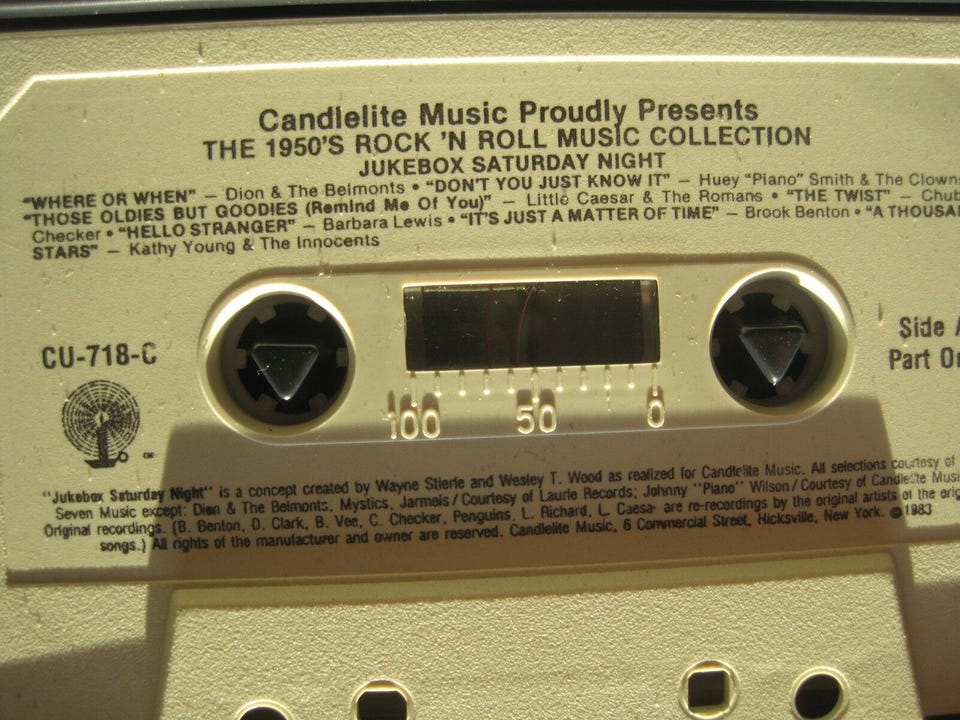 Candlelite Music Proudly Presents
THE 1950'S ROCK 'N ROLL MUSIC COLLECTION
JUKEBOX SATURDAY NIGHT
"WHERE OR WHEN" — Dion & The Belmonts • "DON'T YOU JUST KNOW IT" — Huey "Piano" Smith & The Clown
"THOSE OLDIES BUT GOODIES (Remind Me Of You)" — Little Caesar & The Romans • "THE TWIST" — Chub
Checker • "HELLO STRANGER" — Barbara Lewis • "IT'S JUST A MATTER OF TIME" — Brook Benton • "A THOUSA
STARS" — Kathy Young & The Innocents
CU-718-C
Side A
Part On
100 50 0
"Jukebox Saturday Night" is a concept created by Wayne Stierle and Wesley T. Wood as realized for Candlelite Music. All selections courtesy of
Seven Music except: Dion & The Belmonts, Mystics, Jarmels / Courtesy of Laurie Records; Johnny "Piano" Wilson / Courtesy of Candlelite Musi
Original recordings. (B. Benton, D. Clark, B. Vee, C. Checker, Penguins, L. Richard, L. Caesar are re-recordings by the original artists of the orig
songs.) All rights of the manufacturer and owner are reserved. Candlelite Music, 6 Commercial Street, Hicksville, New York. ©1983